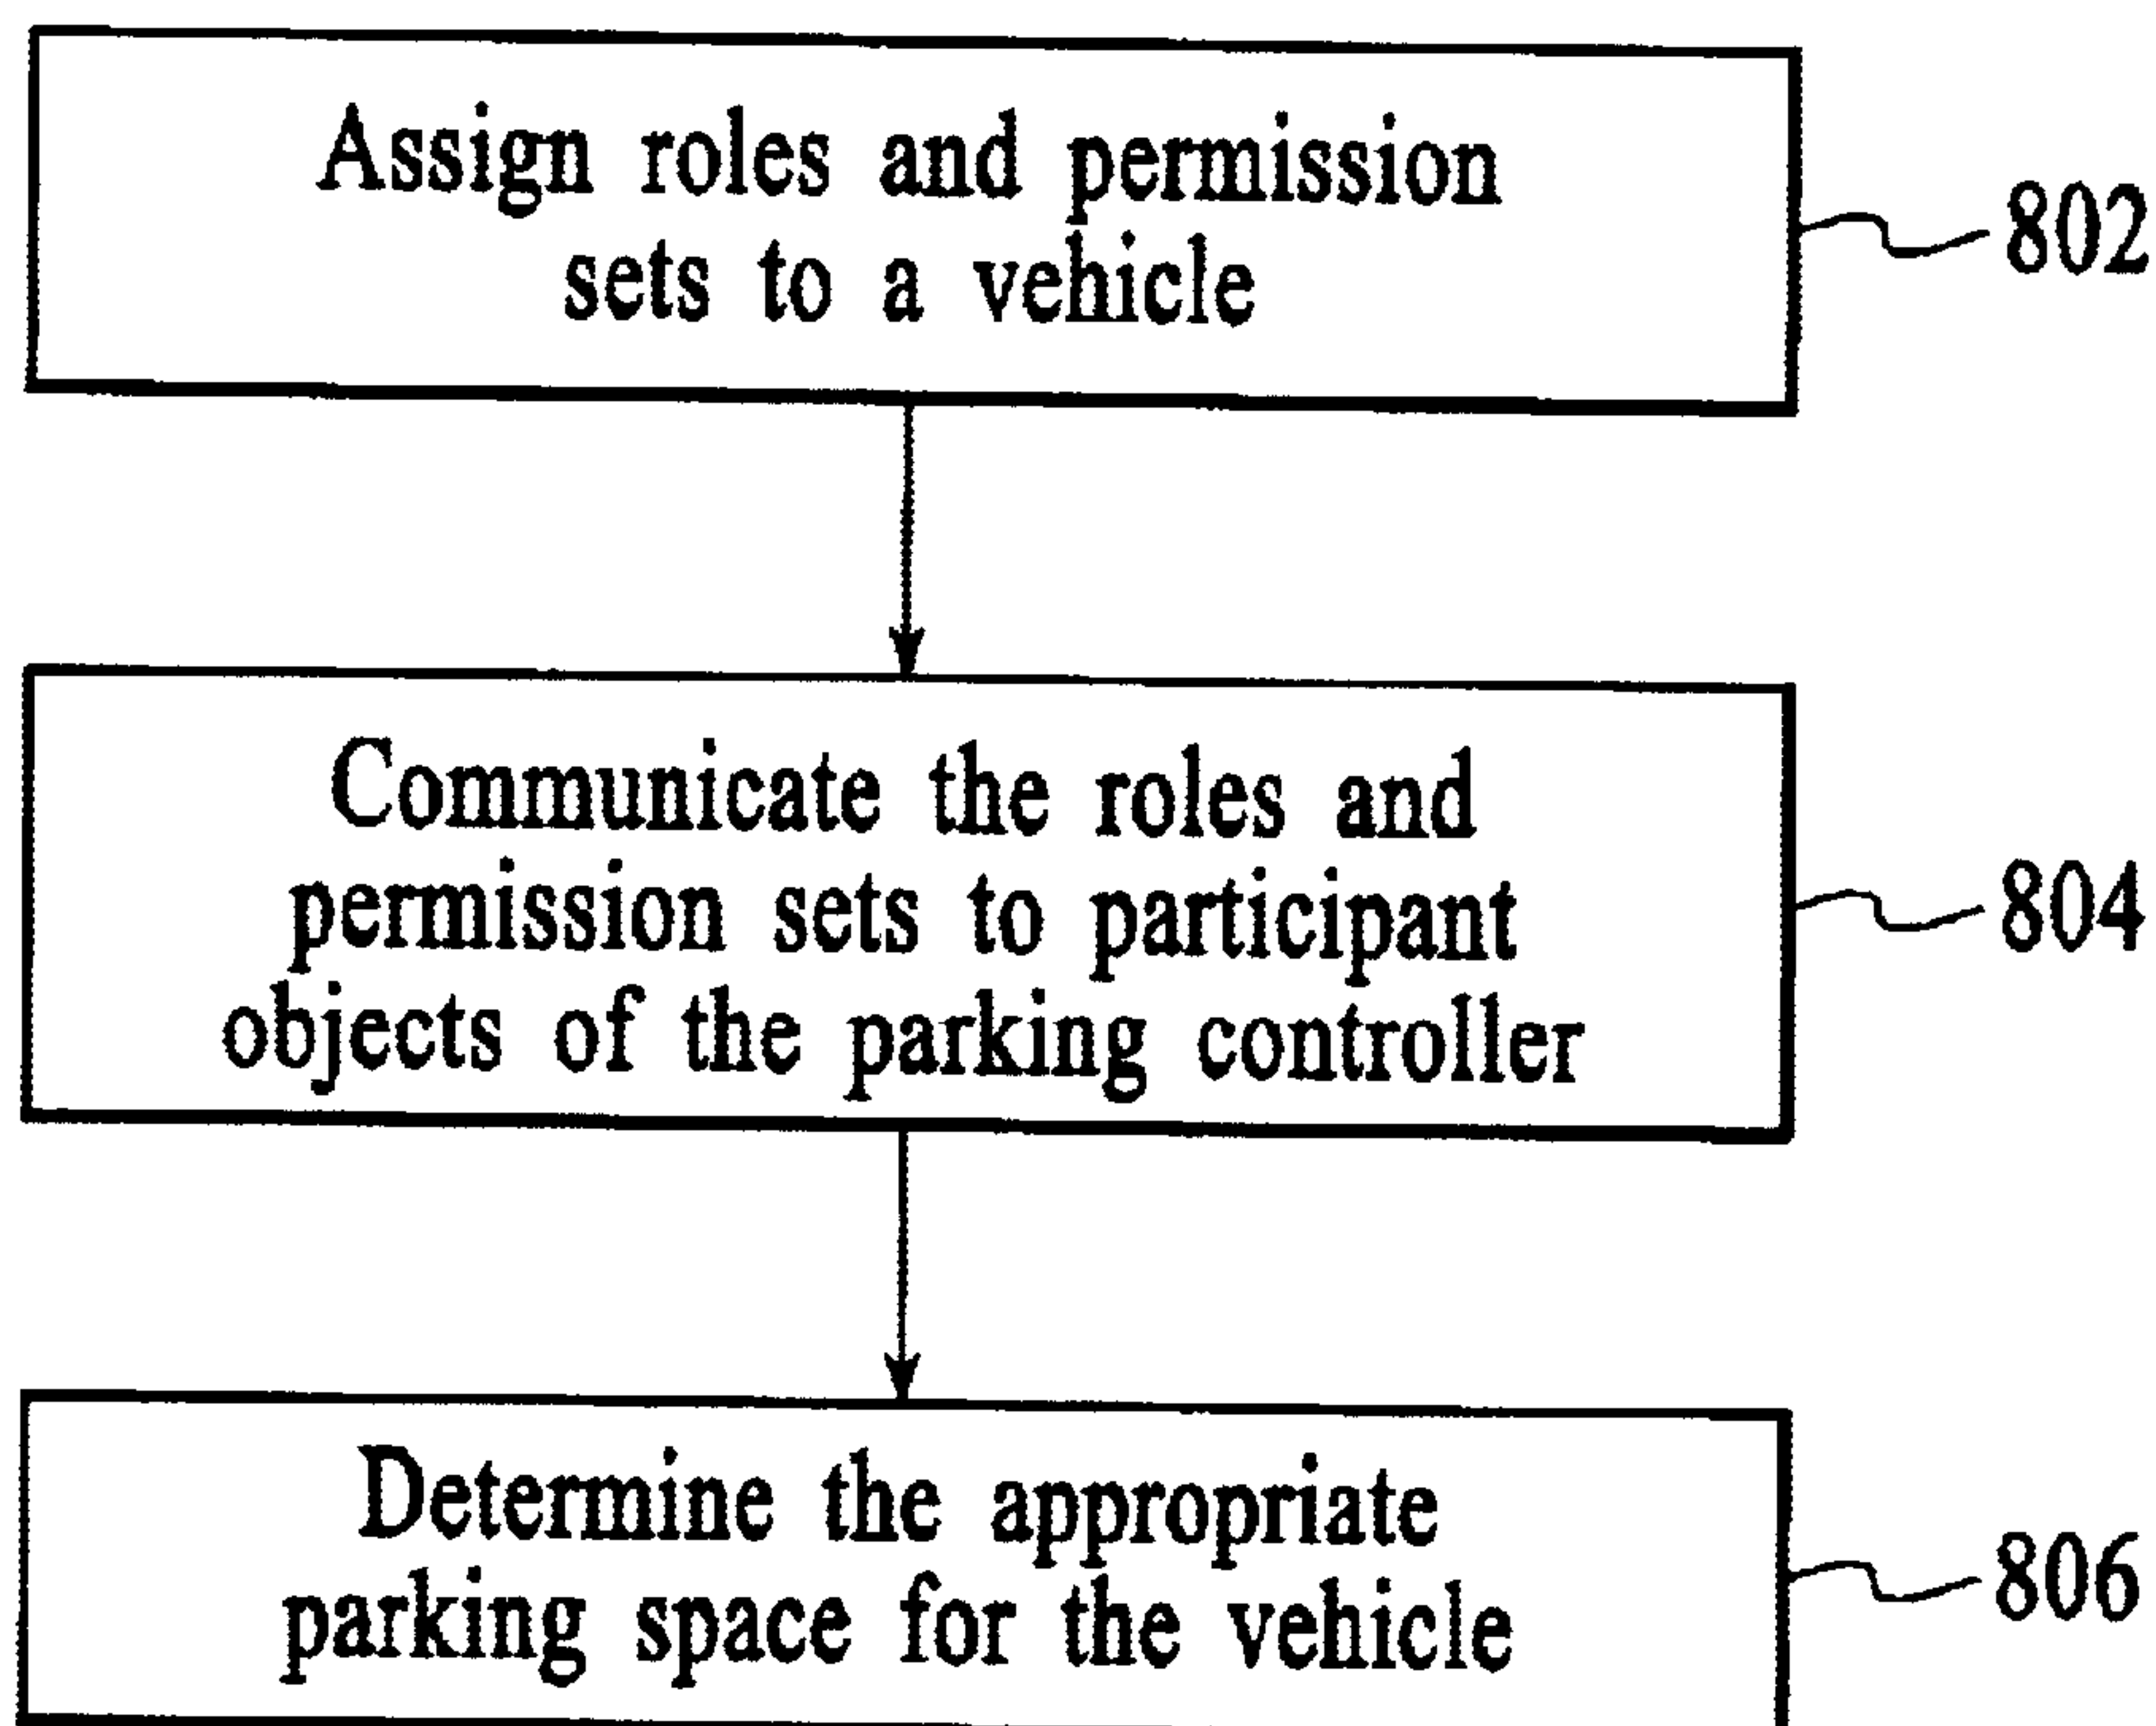 Assign roles and permission
sets to a vehicle
802
Communicate the roles and
permission sets to participant
objects of the parking controller
804
Determine the appropriate
parking space for the vehicle
806